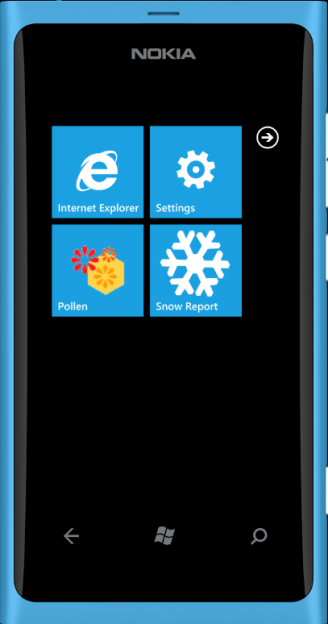 NOKIA
Internet Explorer
Settings
Pollen
Snow Report